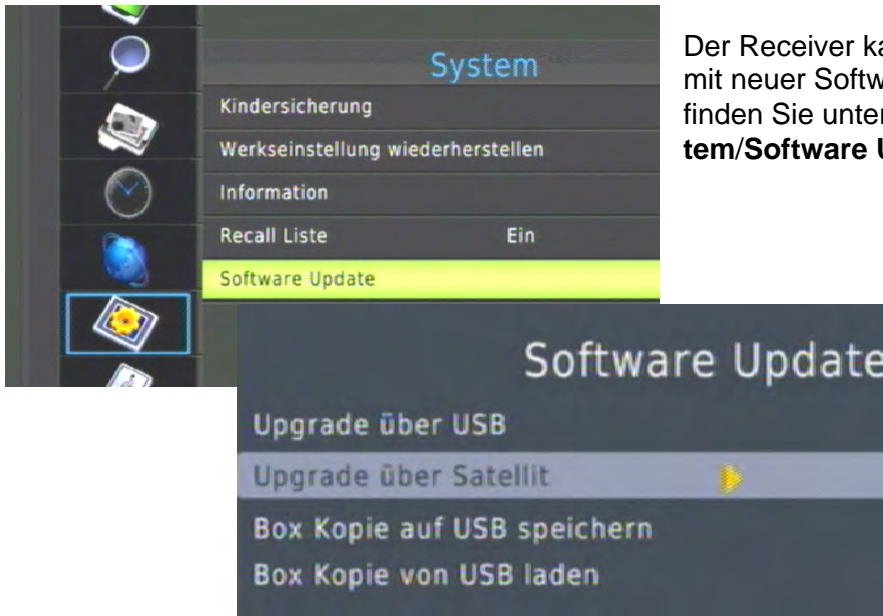 System
Kindersicherung
Werkseinstellung wiederherstellen
Information
Recall Liste Ein
Software Update
Der Receiver ka
mit neuer Softw
finden Sie unter
tem/Software U
Software Update
Upgrade über USB
Upgrade über Satellit
Box Kopie auf USB speichern
Box Kopie von USB laden